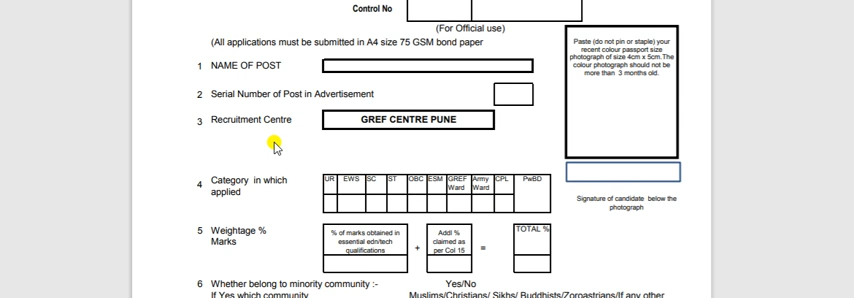 Control No
(For Official use)
(All applications must be submitted in A4 size 75 GSM bond paper
Paste (do not pin or staple) your
recent colour passport size
photograph of size 4cm x 5cm.The
colour photograph should not be
more than 3 months old.
1 NAME OF POST
2 Serial Number of Post in Advertisement
3 Recruitment Centre GREF CENTRE PUNE
4 Category in which
applied
UR EWS SC ST OBC ESM GREF Ward Army Ward CPL PwBD
Signature of candidate below the
photograph
5 Weightage %
Marks
% of marks obtained in
essential edn/tech
qualifications
+
Addl %
claimed as
per Col 15
=
TOTAL %
6 Whether belong to minority community :- Yes/No
If Yes which community Muslims/Christians/ Sikhs/ Buddhists/Zoroastrians/If any other